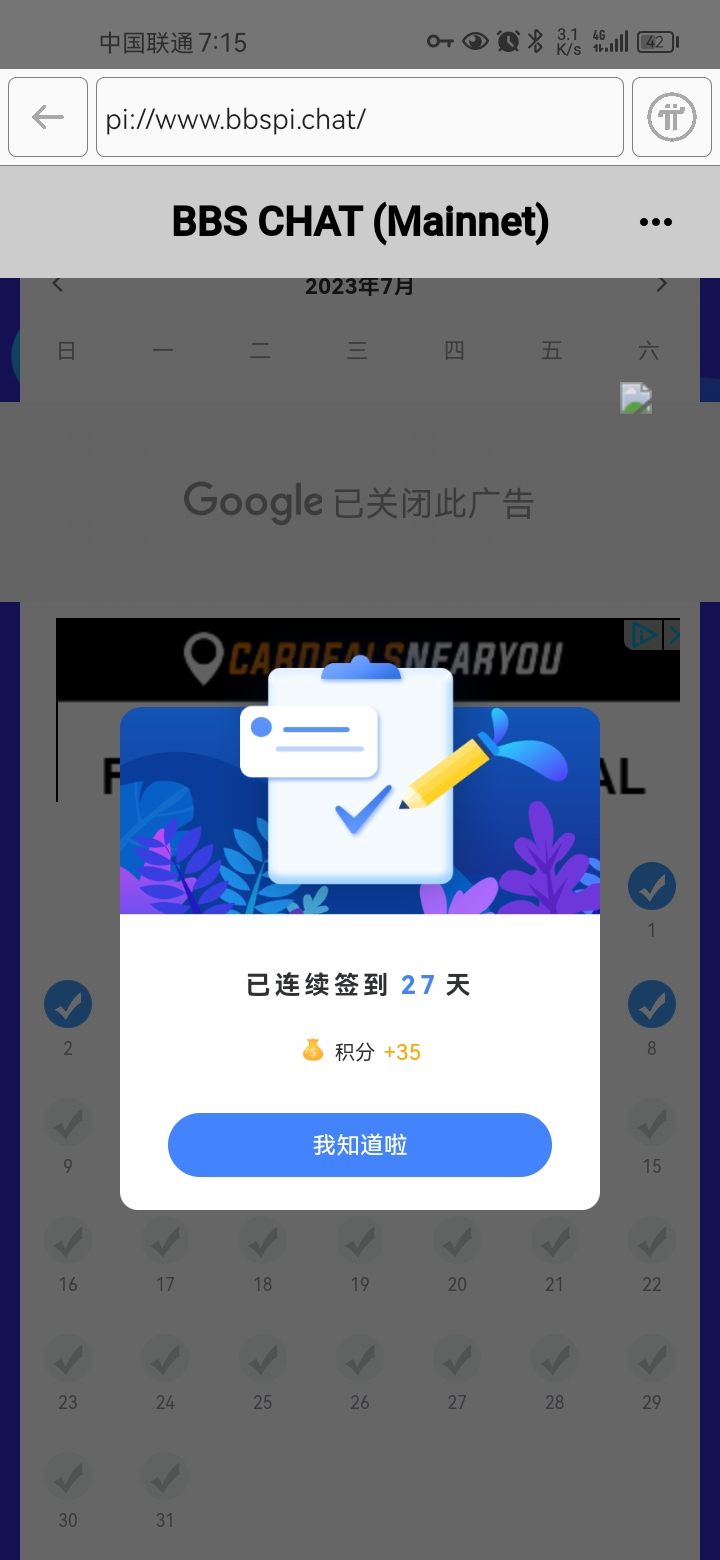 中国联通 7:15
3.1 K/s 4G 42
pi://www.bbspi.chat/
BBS CHAT (Mainnet)
2023年7月
日 一 二 三 四 五 六
Google 已关闭此广告
CARDEALSNEARYOU
F AL
已连续签到 27 天
积分 +35
我知道啦
1
2 8
9 15
16 17 18 19 20 21 22
23 24 25 26 27 28 29
30 31